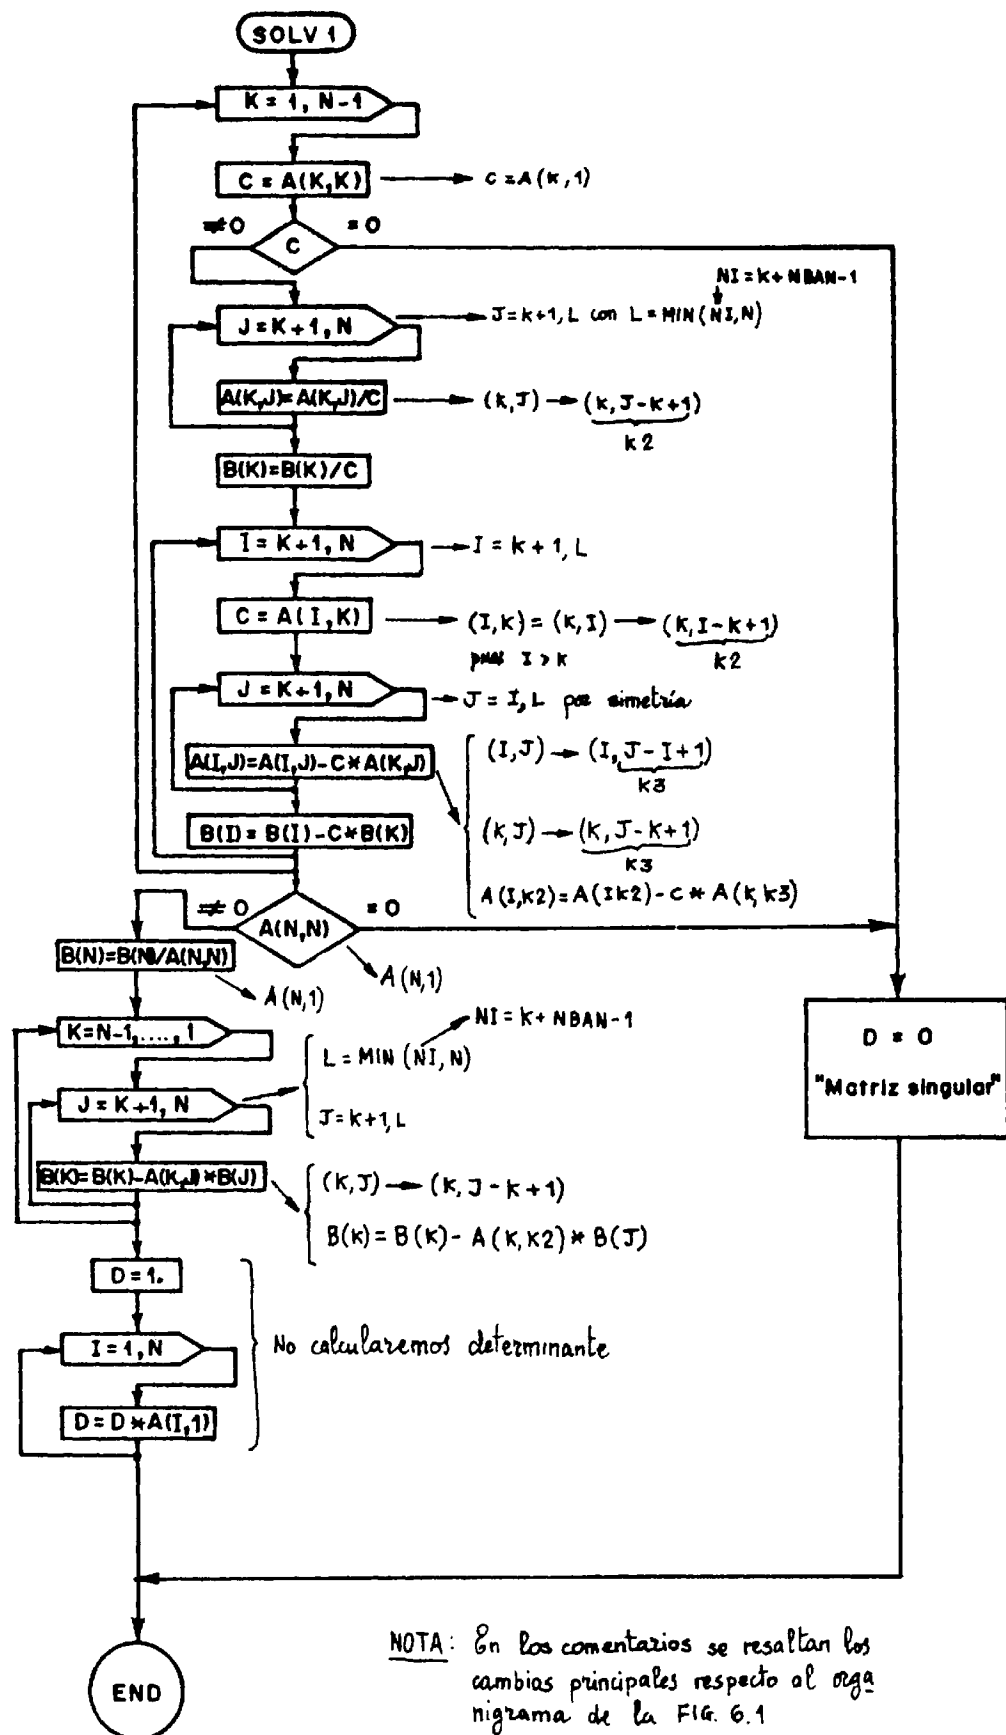 SOLV 1
K = 1, N-1
C = A(K,K)
C = A(K,1)
≠0
= 0
C
NI = K + NBAN-1
J = K+1, N
J = K+1, L con L = MIN(NI, N)
A(K,J)=A(K,J)/C
(K,J) → (K, J-K+1)
K2
B(K)=B(K)/C
I = K+1, N
I = K+1, L
C = A(I,K)
(I,K) = (K,I) → (K, I-K+1)
pues I > K
K2
J = K+1, N
J = I, L por simetría
A(I,J)=A(I,J)-C*A(K,J)
(I,J) → (I, J-I+1)
K3
B(I) = B(I)-C*B(K)
(K,J) → (K, J-K+1)
K3
A(I,K2) = A(IK2) - C * A(K,K3)
≠0
= 0
A(N,N)
B(N)=B(N)/A(N,N)
A(N,1)
A(N,1)
K=N-1,....,1
NI = K + NBAN-1
L = MIN (NI, N)
J = K+1, N
J = K+1, L
D = 0
"Matriz singular"
B(K)=B(K)-A(K,J)*B(J)
(K,J) → (K, J-K+1)
B(K) = B(K) - A(K,K2) * B(J)
D = 1.
I = 1, N
No calcularemos determinante
D = D*A(I,1)
END
NOTA: En los comentarios se resaltan los
cambios principales respecto al orga
nigrama de la FIG. 6.1